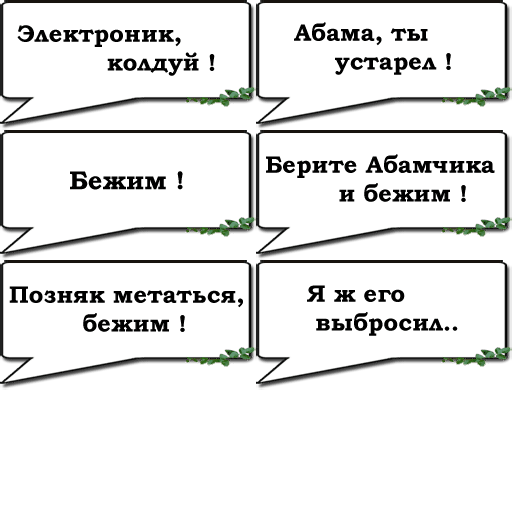 Электроник,
колдуй !
Абама, ты
устарел !
Бежим !
Берите Абамчика
и бежим !
Позняк метаться,
бежим !
Я ж его
выбросил..